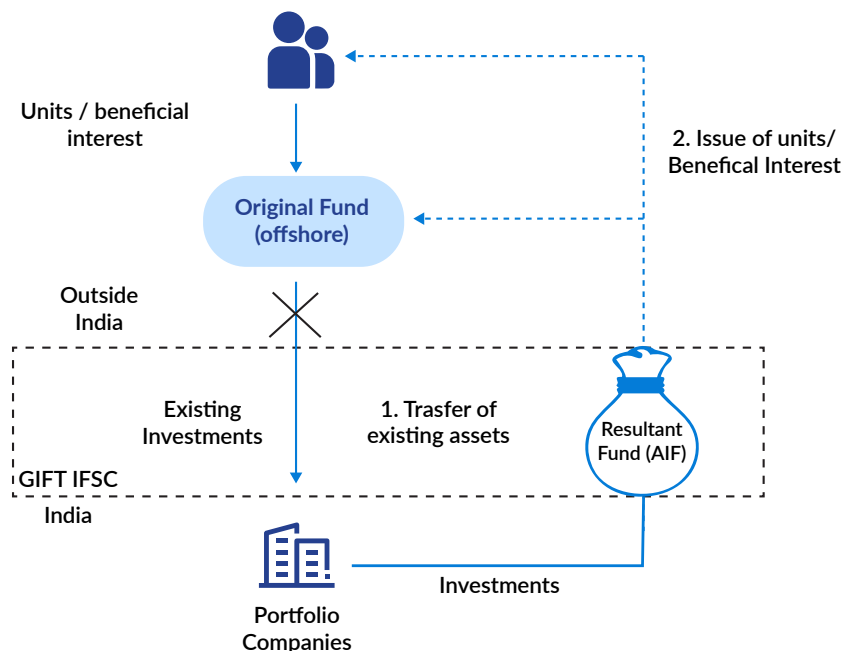 Units / beneficial
interest
2. Issue of units/
Benefical Interest
Original Fund
(offshore)
Outside
India
Existing
Investments
1. Trasfer of
existing assets
Resultant
Fund (AIF)
GIFT IFSC
India
Investments
Portfolio
Companies